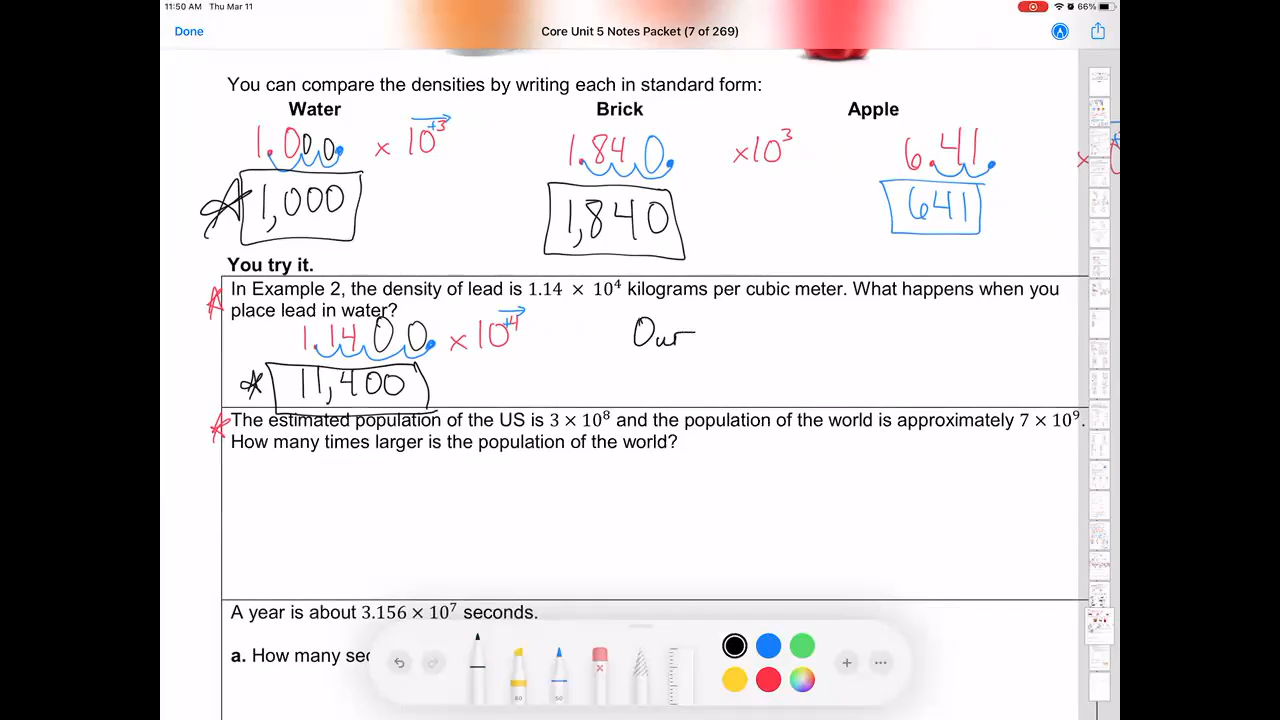 11:50 AM Thu Mar 11
66%
Done
Core Unit 5 Notes Packet (7 of 269)
You can compare the densities by writing each in standard form:
Water Brick Apple
1.000 × 10⁺³ 1.840 ×10³ 6.41 ×
1,000 1,840 641
You try it.
In Example 2, the density of lead is 1.14 × 10⁴ kilograms per cubic meter. What happens when you
place lead in water?
1.1400 ×10⁺⁴ Our
11,400
The estimated population of the US is 3 × 10⁸ and the population of the world is approximately 7 × 10⁹.
How many times larger is the population of the world?
A year is about 3.156 × 10⁷ seconds.
a. How many sec
80 50